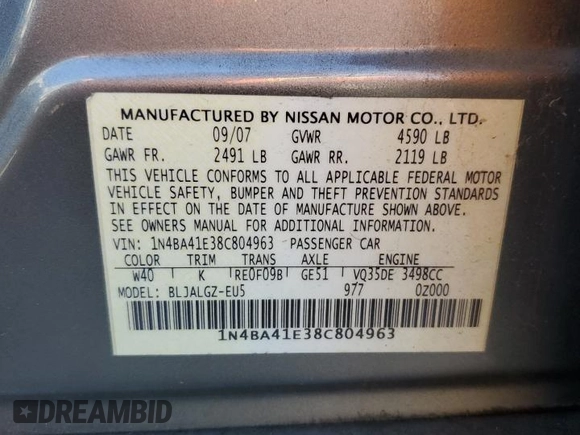 MANUFACTURED BY NISSAN MOTOR CO., LTD.
DATE 09/07 GVWR 4590 LB
GAWR FR. 2491 LB GAWR RR. 2119 LB
THIS VEHICLE CONFORMS TO ALL APPLICABLE FEDERAL MOTOR
VEHICLE SAFETY, BUMPER AND THEFT PREVENTION STANDARDS
IN EFFECT ON THE DATE OF MANUFACTURE SHOWN ABOVE.
SEE OWNERS MANUAL FOR ADDITIONAL INFORMATION.
VIN: 1N4BA41E38C804963 PASSENGER CAR
COLOR TRIM TRANS AXLE ENGINE
W40 K RE0F09B GE51 VQ35DE 3498CC
MODEL: BLJALGZ-EU5 977 0Z000
1N4BA41E38C804963
DREAMBID